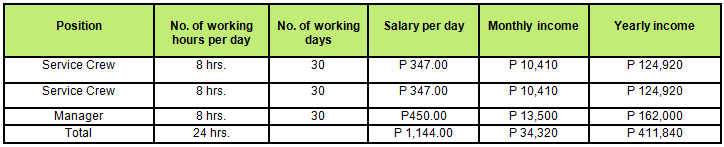 Position No. of working hours per day No. of working days Salary per day Monthly income Yearly income
Service Crew 8 hrs. 30 P 347.00 P 10,410 P 124,920
Service Crew 8 hrs. 30 P 347.00 P 10,410 P 124,920
Manager 8 hrs. 30 P450.00 P 13,500 P 162,000
Total 24 hrs. P 1,144.00 P 34,320 P 411,840